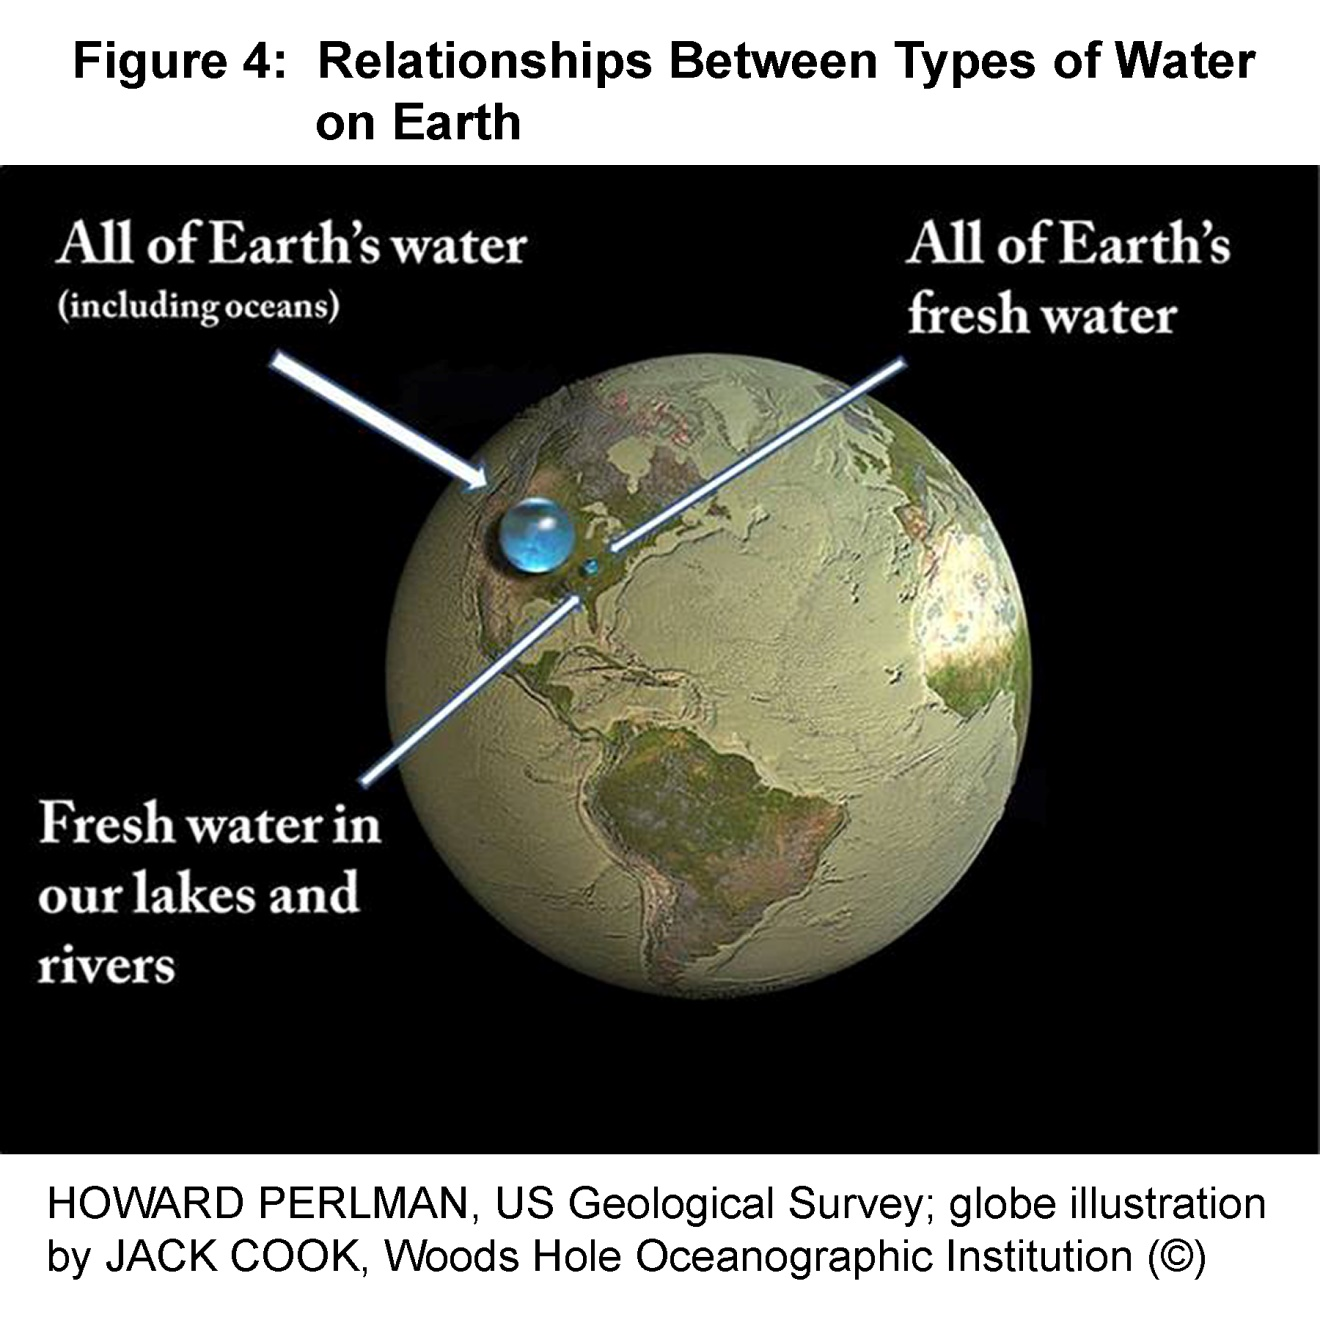 Figure 4: Relationships Between Types of Water
on Earth
All of Earth's water
(including oceans)
All of Earth's
fresh water
Fresh water in
our lakes and
rivers
HOWARD PERLMAN, US Geological Survey; globe illustration
by JACK COOK, Woods Hole Oceanographic Institution (©)